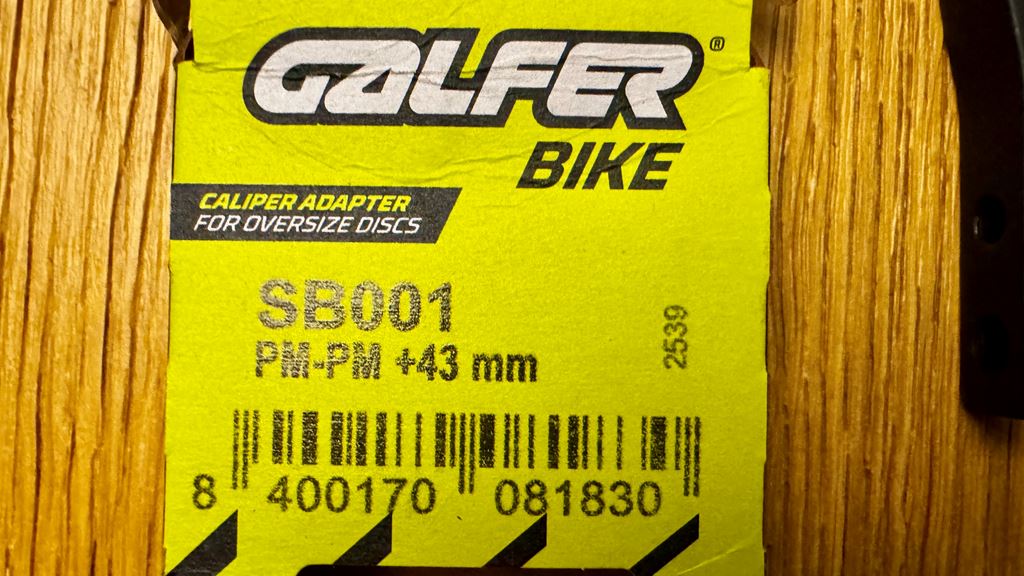 GALFER®
BIKE
CALIPER ADAPTER
FOR OVERSIZE DISCS
SB001
PM-PM +43 mm
2539
8 400170 081830